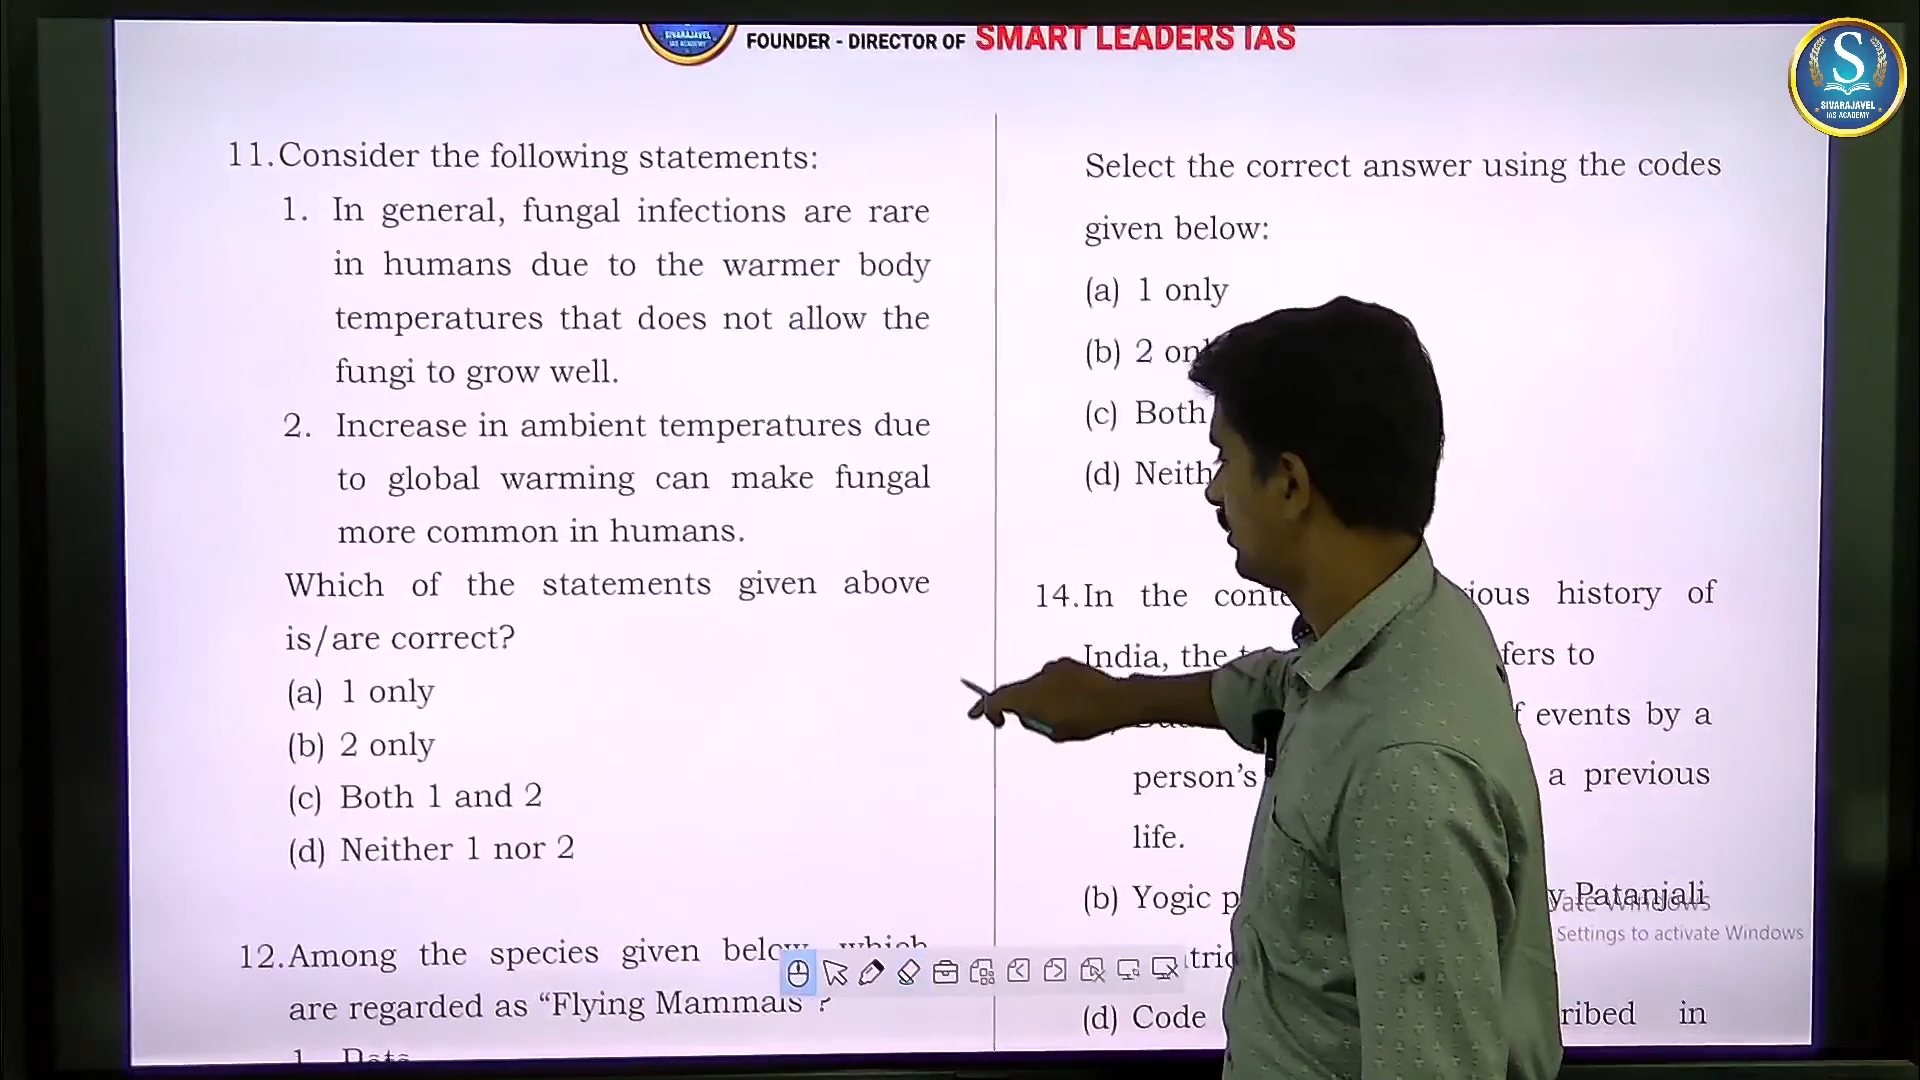 FOUNDER - DIRECTOR OF SMART LEADERS IAS
SIVARAJAVEL
IAS ACADEMY
S
SIVARAJAVEL
IAS ACADEMY
11. Consider the following statements:
1. In general, fungal infections are rare
in humans due to the warmer body
temperatures that does not allow the
fungi to grow well.
2. Increase in ambient temperatures due
to global warming can make fungal
more common in humans.
Which of the statements given above
is/are correct?
(a) 1 only
(b) 2 only
(c) Both 1 and 2
(d) Neither 1 nor 2
12. Among the species given below, which
are regarded as “Flying Mammals”?
Select the correct answer using the codes
given below:
(a) 1 only
(b) 2
(c) Both
(d)
14. In the history of
India, the to
events by a
person's a previous
life.
(b) Yogic Patanjali
(d) Code in
Settings to activate Windows